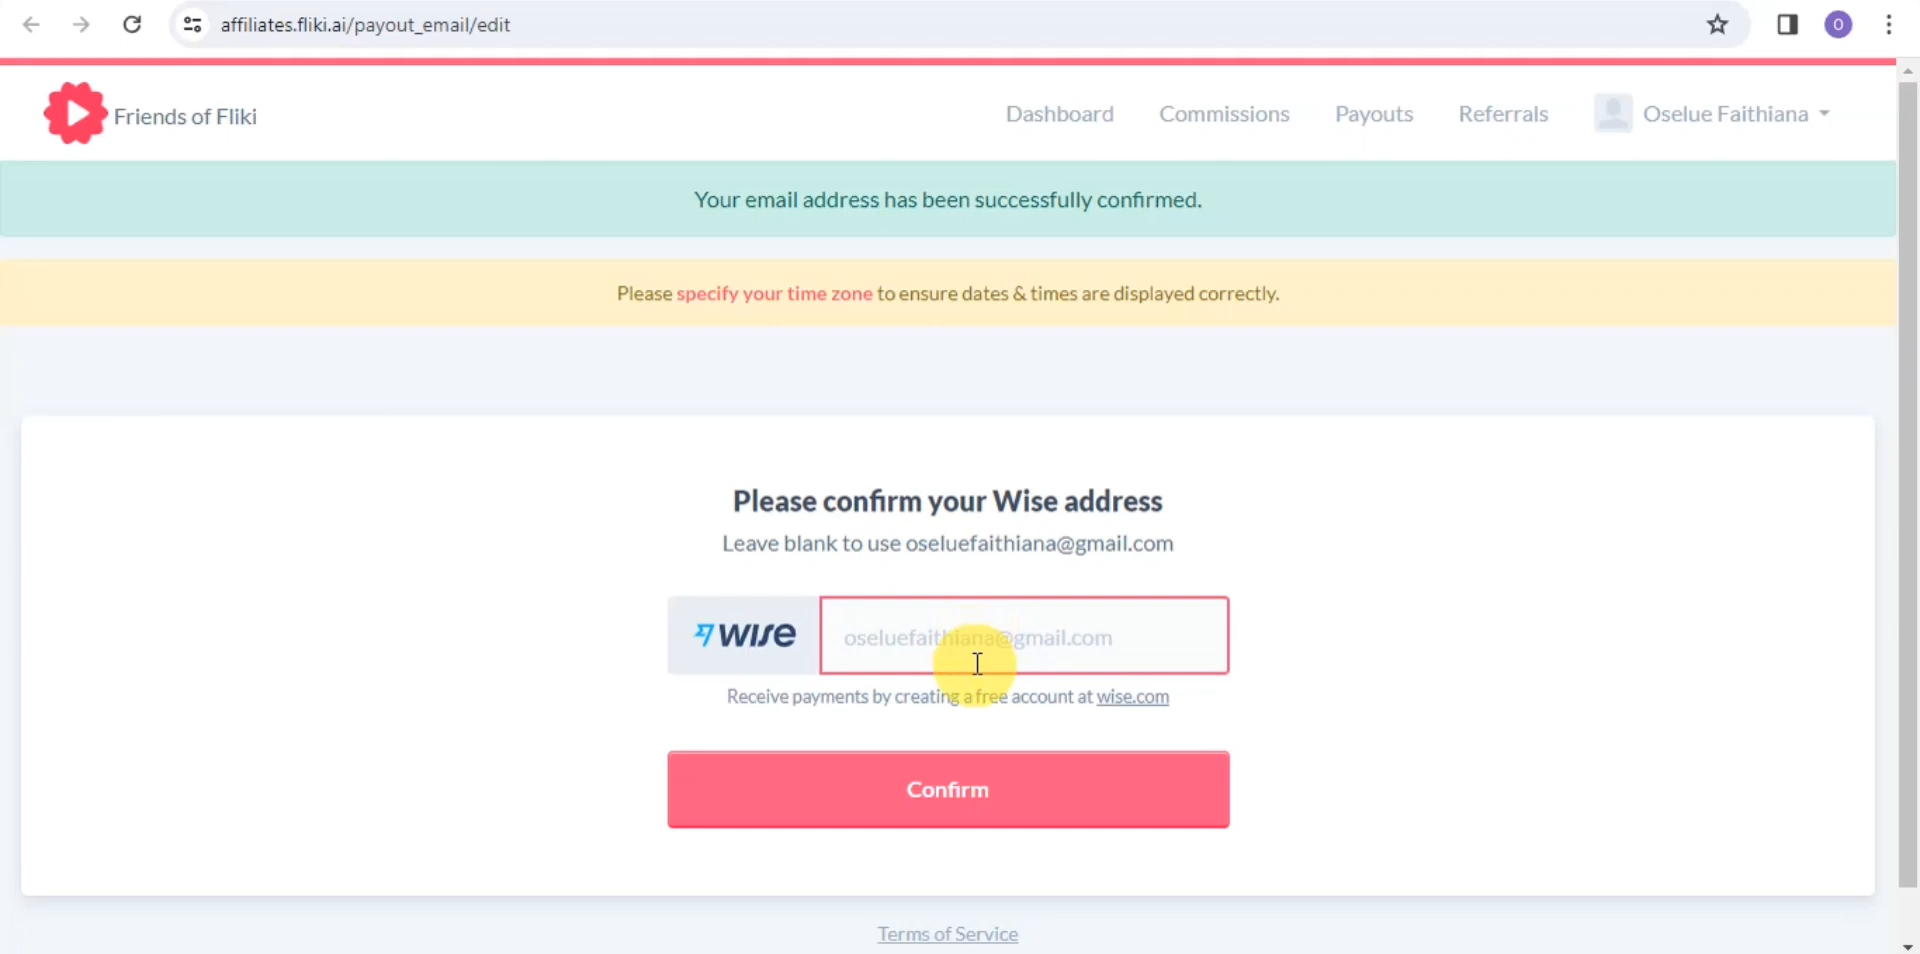 affiliates.fliki.ai/payout_email/edit
O
Friends of Fliki
Dashboard
Commissions
Payouts
Referrals
Oselue Faithiana
Your email address has been successfully confirmed.
Please specify your time zone to ensure dates & times are displayed correctly.
Please confirm your Wise address
Leave blank to use oseluefaithiana@gmail.com
WISE
oseluefaithiana@gmail.com
Receive payments by creating a free account at wise.com
Confirm
Terms of Service